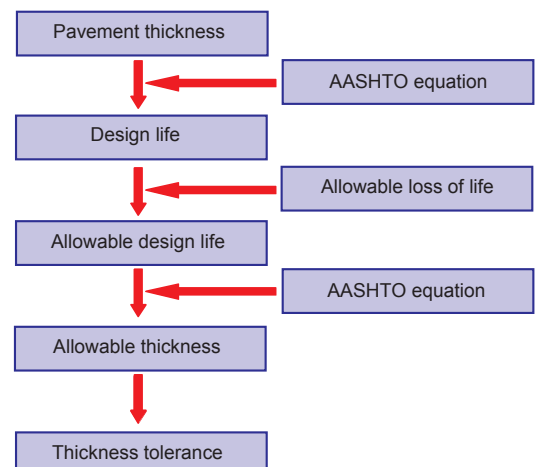 Pavement thickness
AASHTO equation
Design life
Allowable loss of life
Allowable design life
AASHTO equation
Allowable thickness
Thickness tolerance